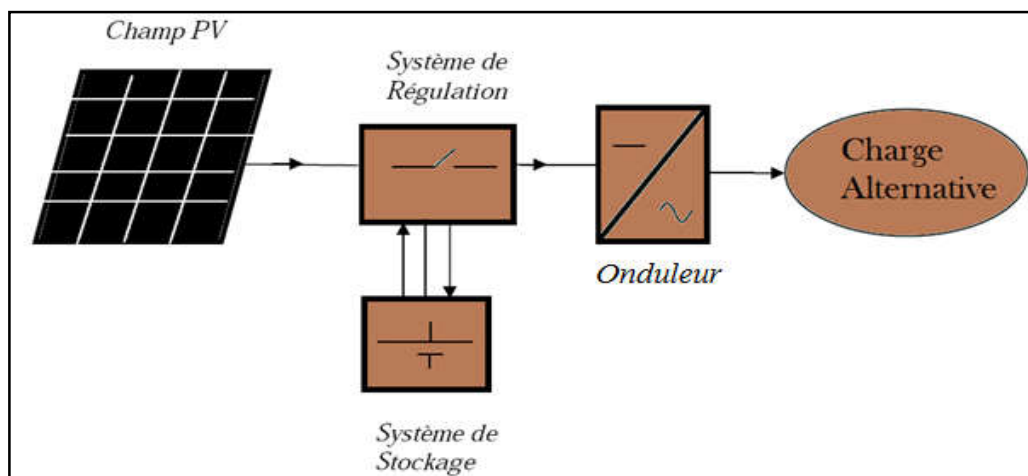 Champ PV
Système de
Régulation
Charge
Alternative
Onduleur
Système de
Stockage